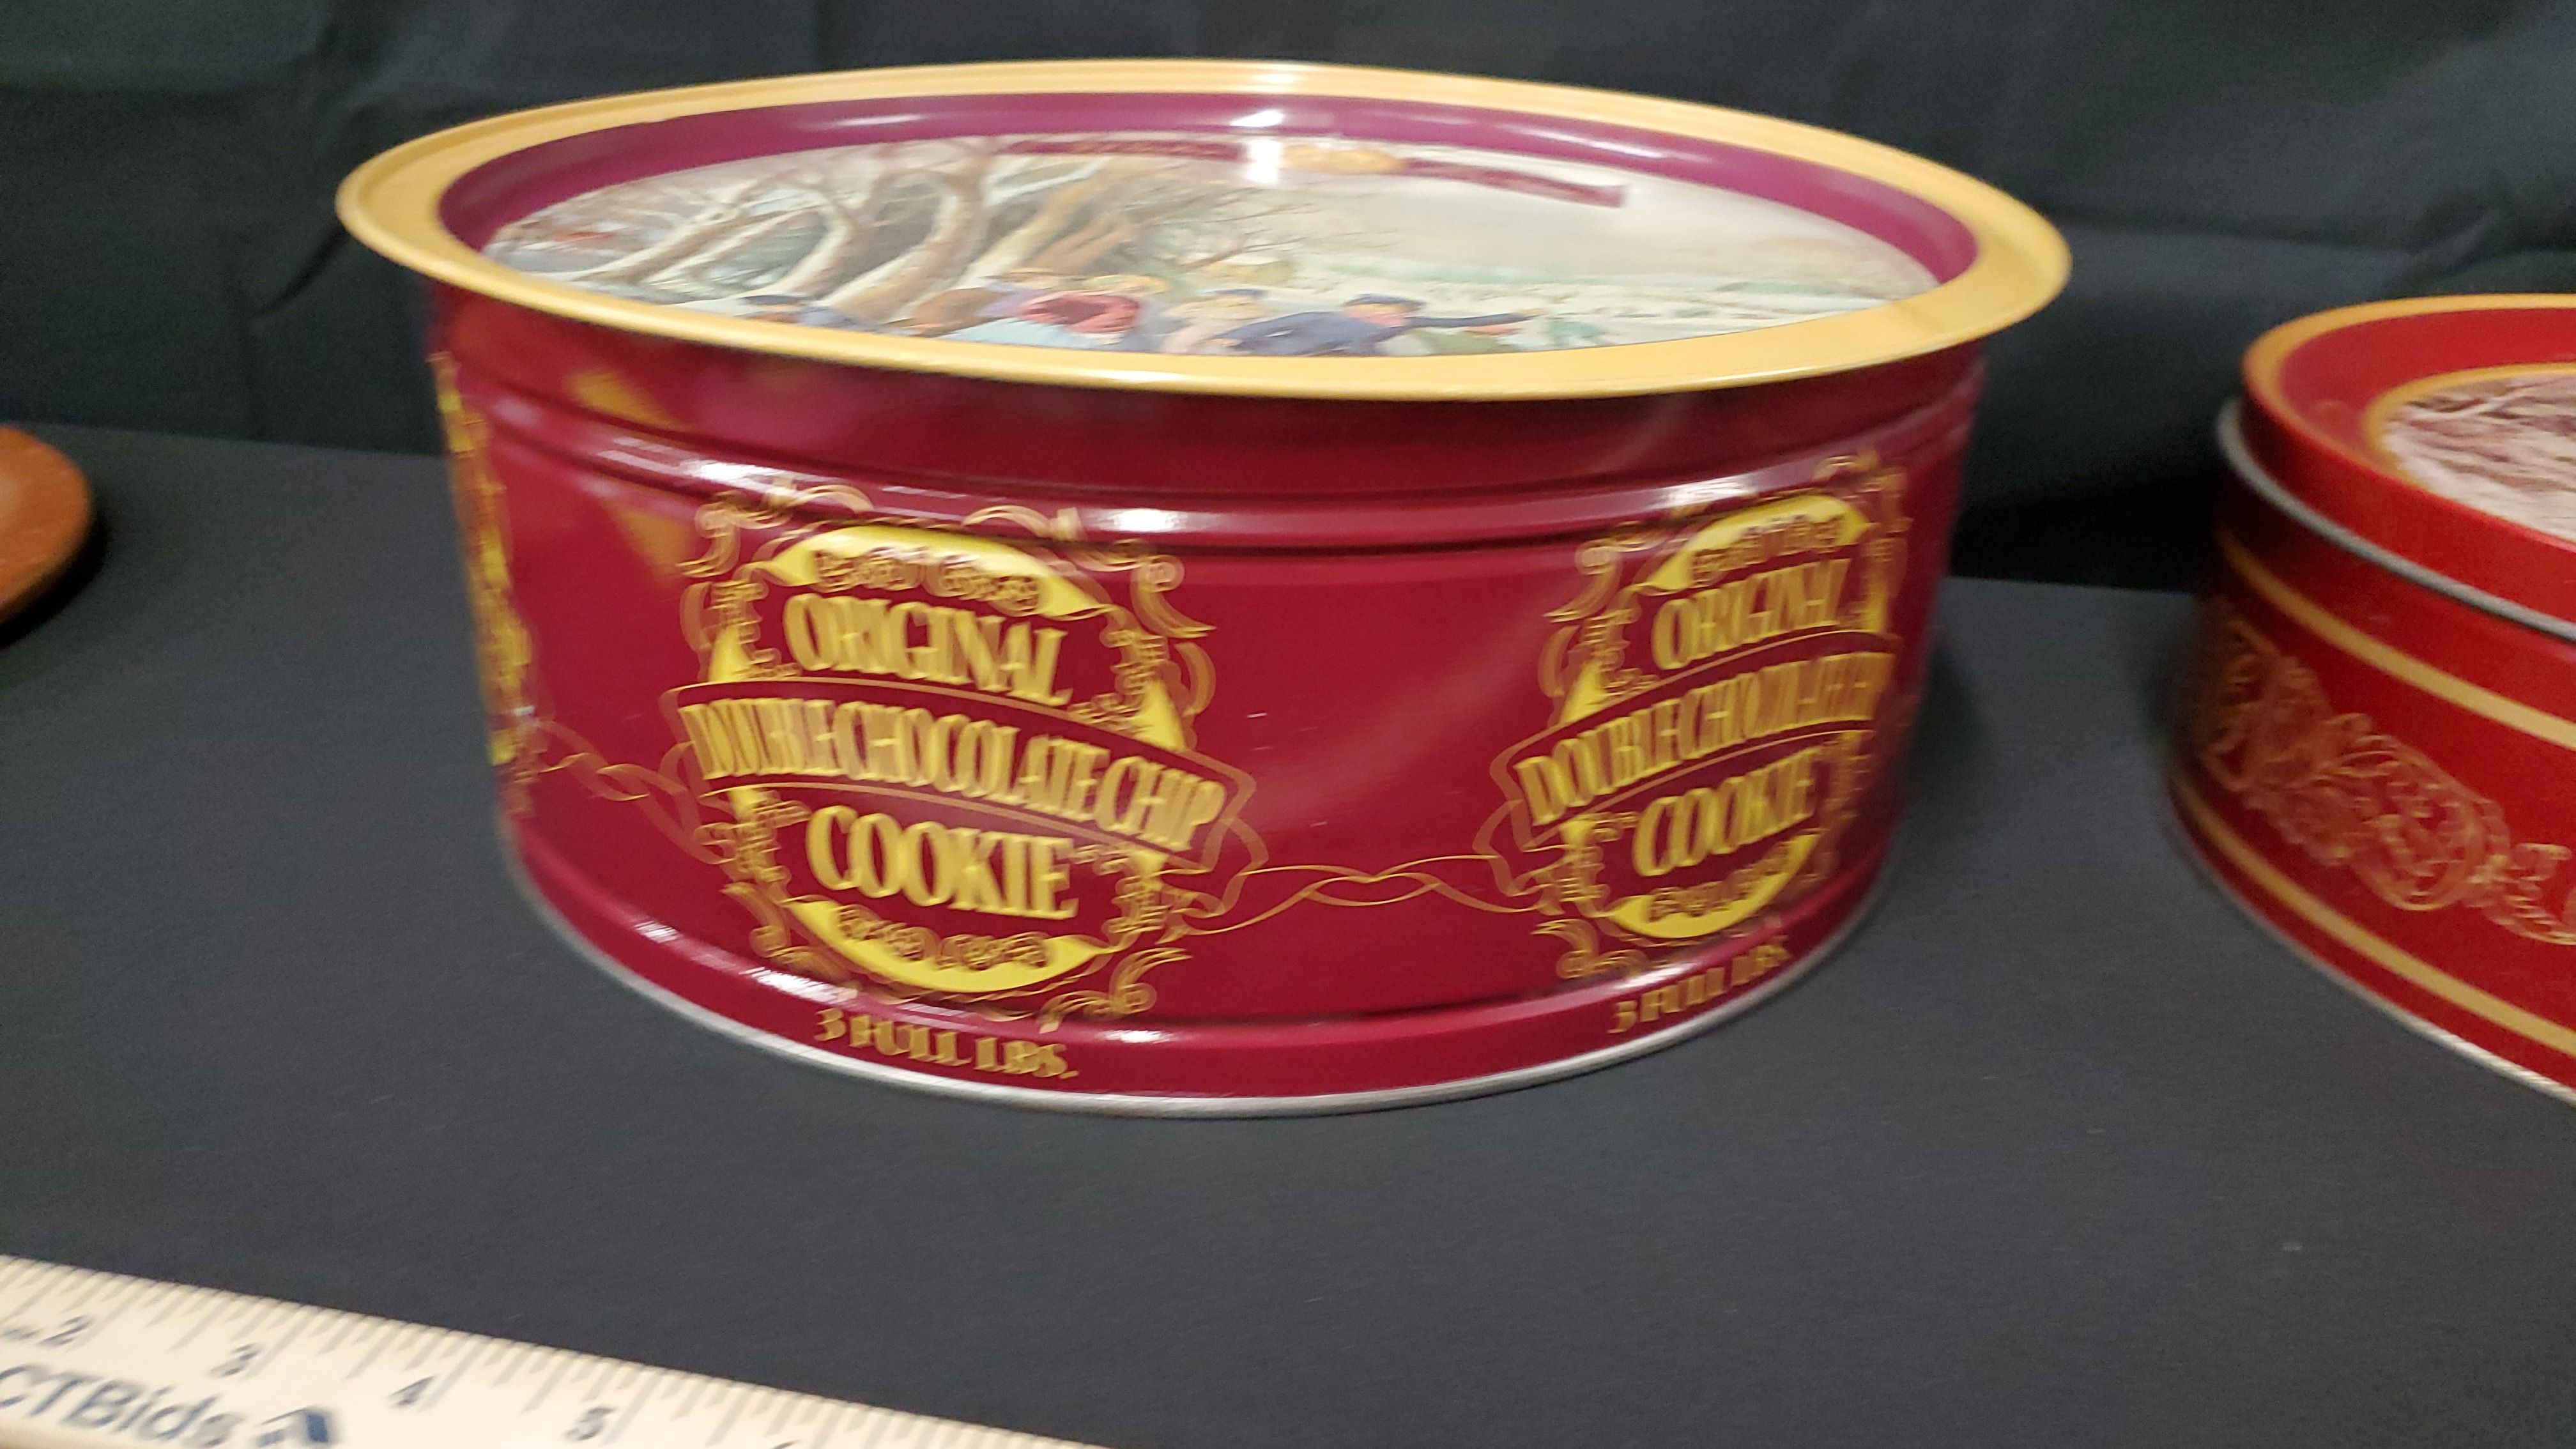 ORIGINAL
DOUBLE CHOCOLATE CHIP
COOKIE
3 FULL LBS.
ORIGINAL
DOUBLE CHOCOLATE CHIP
COOKIE
3 FULL LBS.
2 3 4 5
CTBids